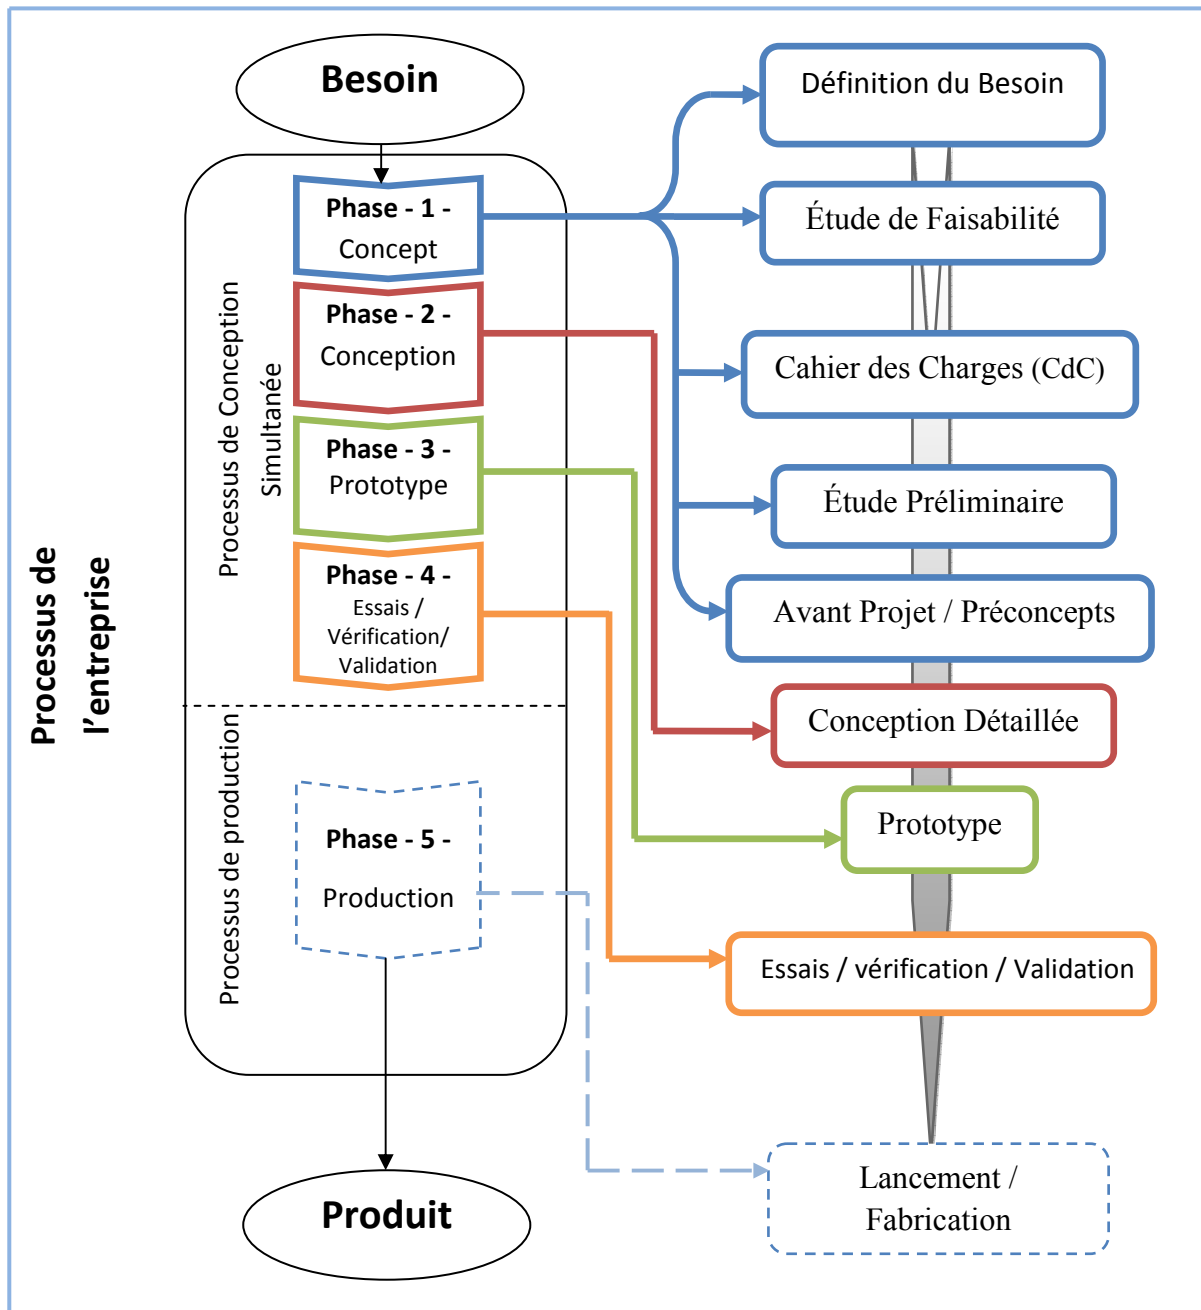 Besoin
Processus de
l’entreprise
Processus de Conception
Simultanée
Phase - 1 -
Concept
Phase - 2 -
Conception
Phase - 3 -
Prototype
Phase - 4 -
Essais /
Vérification/
Validation
Processus de production
Phase - 5 -
Production
Produit
Définition du Besoin
Étude de Faisabilité
Cahier des Charges (CdC)
Étude Préliminaire
Avant Projet / Préconcepts
Conception Détaillée
Prototype
Essais / vérification / Validation
Lancement /
Fabrication